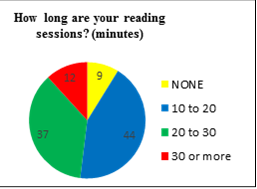 How long are your reading
sessions? (minutes)
12
9
37
44
NONE
10 to 20
20 to 30
30 or more